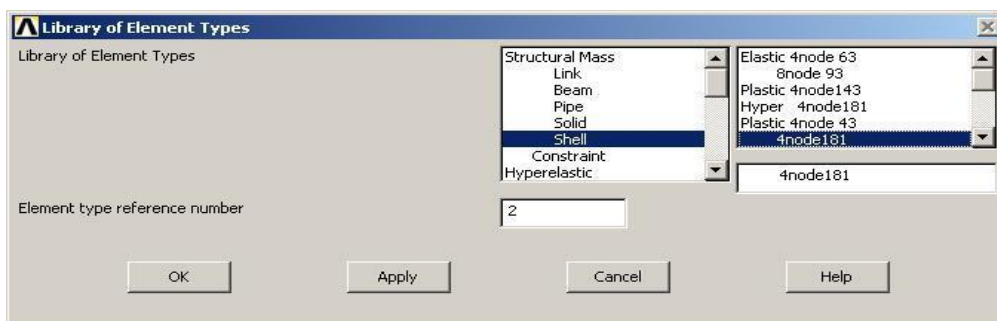 Library of Element Types
Library of Element Types
Structural Mass
Link
Beam
Pipe
Solid
Shell
Constraint
Hyperelastic
Elastic 4node 63
8node 93
Plastic 4node143
Hyper 4node181
Plastic 4node 43
4node181
4node181
Element type reference number
2
OK
Apply
Cancel
Help